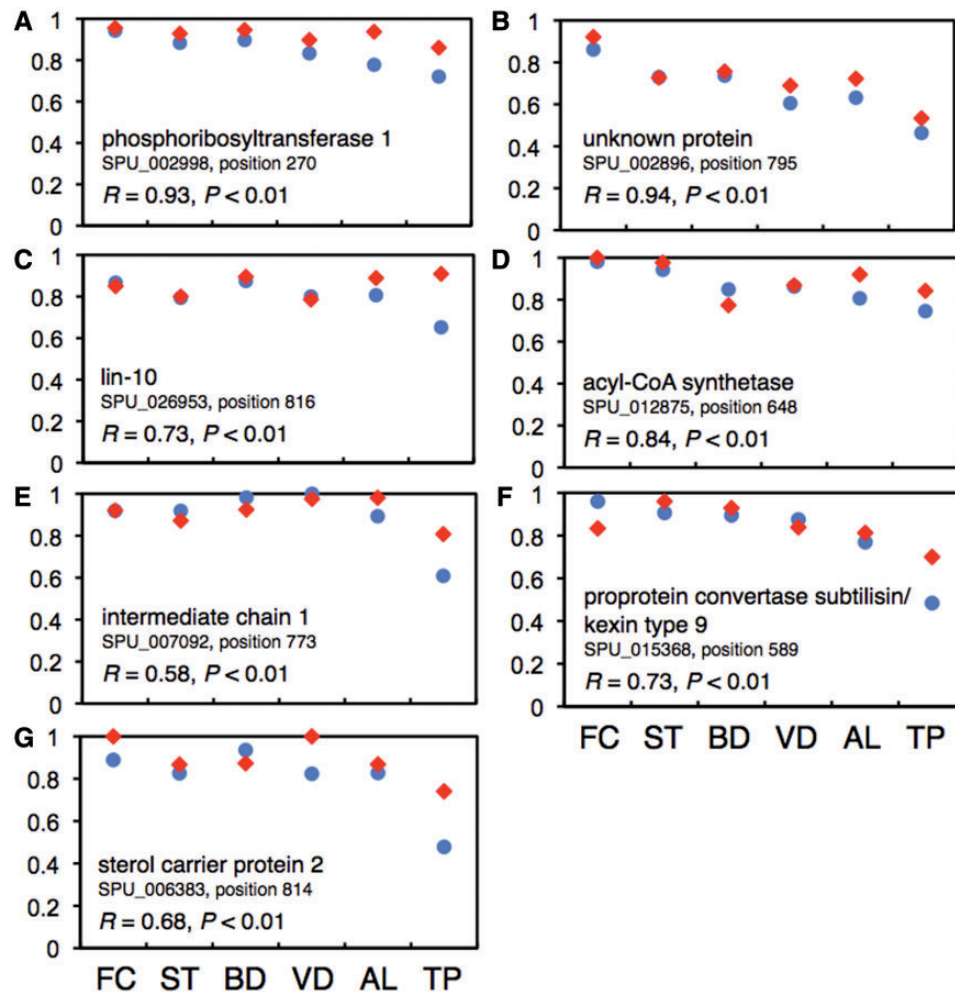 A
1
0.8
0.6
0.4
0.2
0
phosphoribosyltransferase 1
SPU_002998, position 270
R = 0.93, P < 0.01
B
1
0.8
0.6
0.4
0.2
0
unknown protein
SPU_002896, position 795
R = 0.94, P < 0.01
C
1
0.8
0.6
0.4
0.2
0
lin-10
SPU_026953, position 816
R = 0.73, P < 0.01
D
1
0.8
0.6
0.4
0.2
0
acyl-CoA synthetase
SPU_012875, position 648
R = 0.84, P < 0.01
E
1
0.8
0.6
0.4
0.2
0
intermediate chain 1
SPU_007092, position 773
R = 0.58, P < 0.01
F
1
0.8
0.6
0.4
0.2
0
proprotein convertase subtilisin/
kexin type 9
SPU_015368, position 589
R = 0.73, P < 0.01
FC ST BD VD AL TP
G
1
0.8
0.6
0.4
0.2
0
sterol carrier protein 2
SPU_006383, position 814
R = 0.68, P < 0.01
FC ST BD VD AL TP